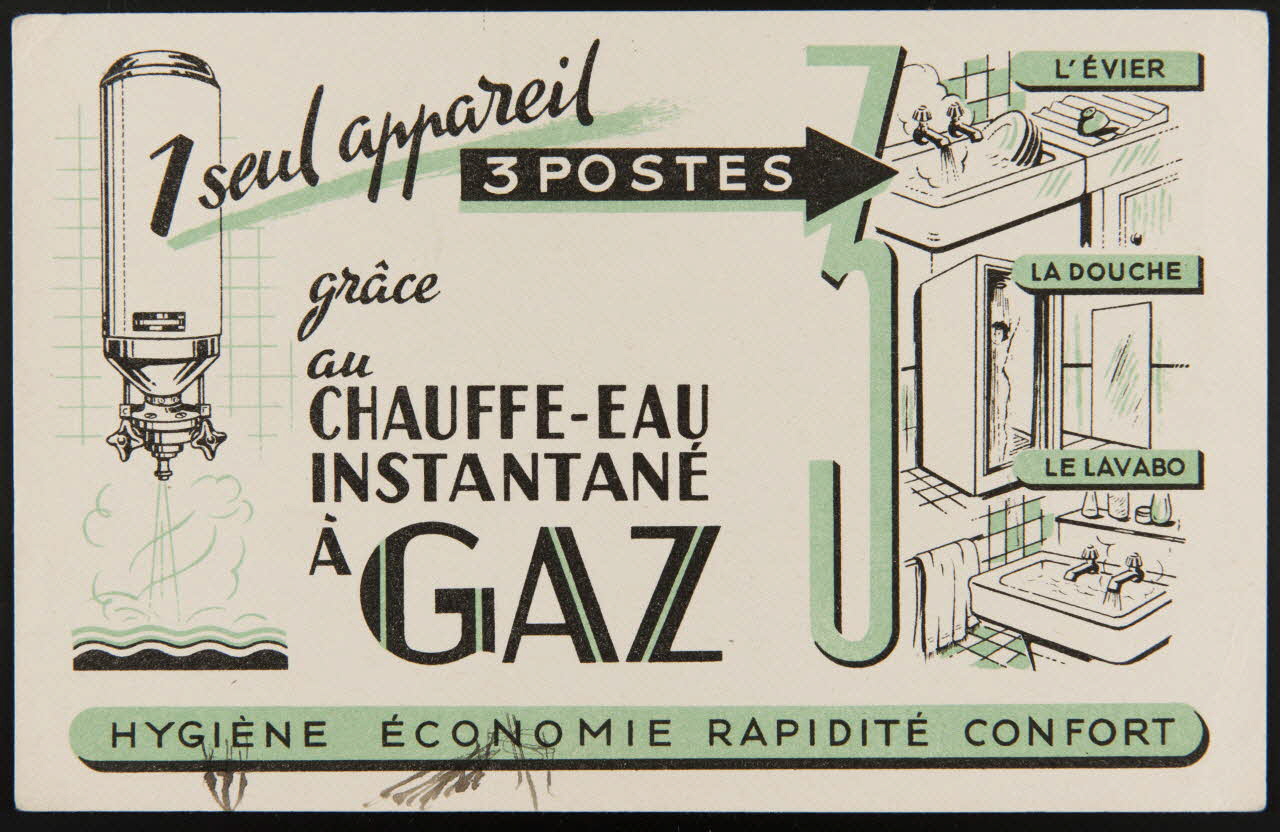 1 seul appareil
3 POSTES
3
grâce
au
CHAUFFE-EAU
INSTANTANÉ
À GAZ
L'ÉVIER
LA DOUCHE
LE LAVABO
HYGIÈNE ÉCONOMIE RAPIDITÉ CONFORT